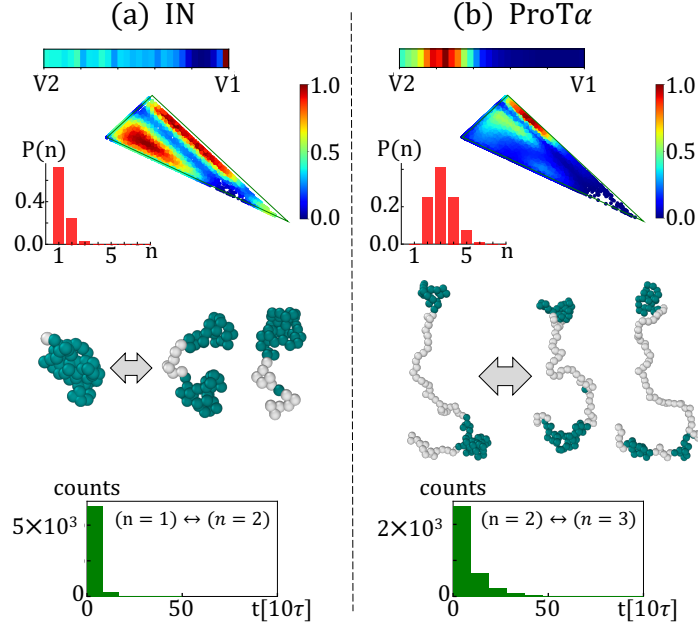 (a) IN
V2 V1
1.0
0.5
0.0
P(n)
0.4
0.0
1 5 n
counts
5×10³
(n = 1) ↔ (n = 2)
0
0 50 t[10τ]
(b) ProTα
V2 V1
1.0
0.5
0.0
P(n)
0.2
0.0
1 5 n
counts
2×10³
(n = 2) ↔ (n = 3)
0
0 50 100
t[10τ]